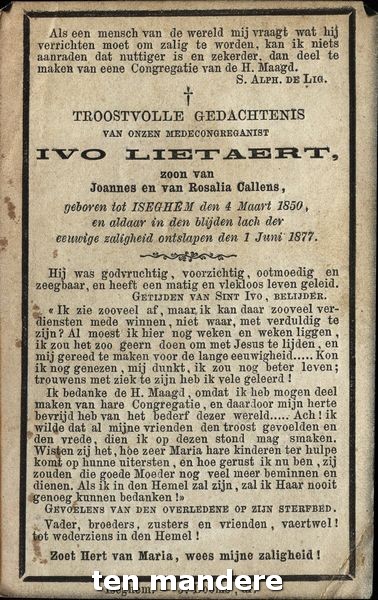 Als een mensch van de wereld mij vraagt wat hij
verrichten moet om zalig te worden, kan ik niets
aanraden dat nuttiger is en zekerder, dan deel te
maken van eene Congregatie van de H. Maagd.
S. Alph. de Lig.
†
TROOSTVOLLE GEDACHTENIS
VAN ONZEN MEDECONGREGANIST
IVO LIETAERT,
zoon van
Joannes en van Rosalia Callens,
geboren tot ISEGHEM den 4 Maart 1850,
en aldaar in den blijden lach der
eeuwige zaligheid ontslapen den 1 Juni 1877.
Hij was godvruchtig, voorzichtig, ootmoedig en
zeegbaar, en heeft een matig en vlekloos leven geleid.
Getijden van Sint Ivo, belijder.
« Ik zie zooveel af, maar ik kan daar zooveel ver-
diensten mede winnen, niet waar, met verduldig te
zijn? Al moest ik hier nog weken en weken liggen,
ik zou het zoo geern doen om met Jesus te lijden, en
mij gereed te maken voor de lange eeuwigheid..... Kon
ik nog genezen, mij dunkt, ik zou nog beter leven;
trouwens met ziek te zijn heb ik vele geleerd !
Ik bedanke de H. Maagd, omdat ik heb mogen deel
maken van hare Congregatie, en daardoor mijn herte
bevrijd heb van het bederf dezer wereld..... Ach! ik
wilde dat al mijne vrienden den troost gevoelden en
den vrede, dien ik op dezen stond mag smaken.
Wisten zij het, hoe zeer Maria hare kinderen ter hulpe
komt op hunne uitersten, en hoe gerust ik nu ben, zij
zouden die goede Moeder nog veel meer beminnen en
dienen. Als ik in den Hemel zal zijn, zal ik Haar nooit
genoeg kunnen bedanken !»
Gevoelens van den overledene op zijn sterfbed.
Vader, broeders, zusters en vrienden, vaertwel!
tot wederziens in den Hemel !
Zoet Hert van Maria, wees mijne zaligheid !
Iseghem.
ten mandere